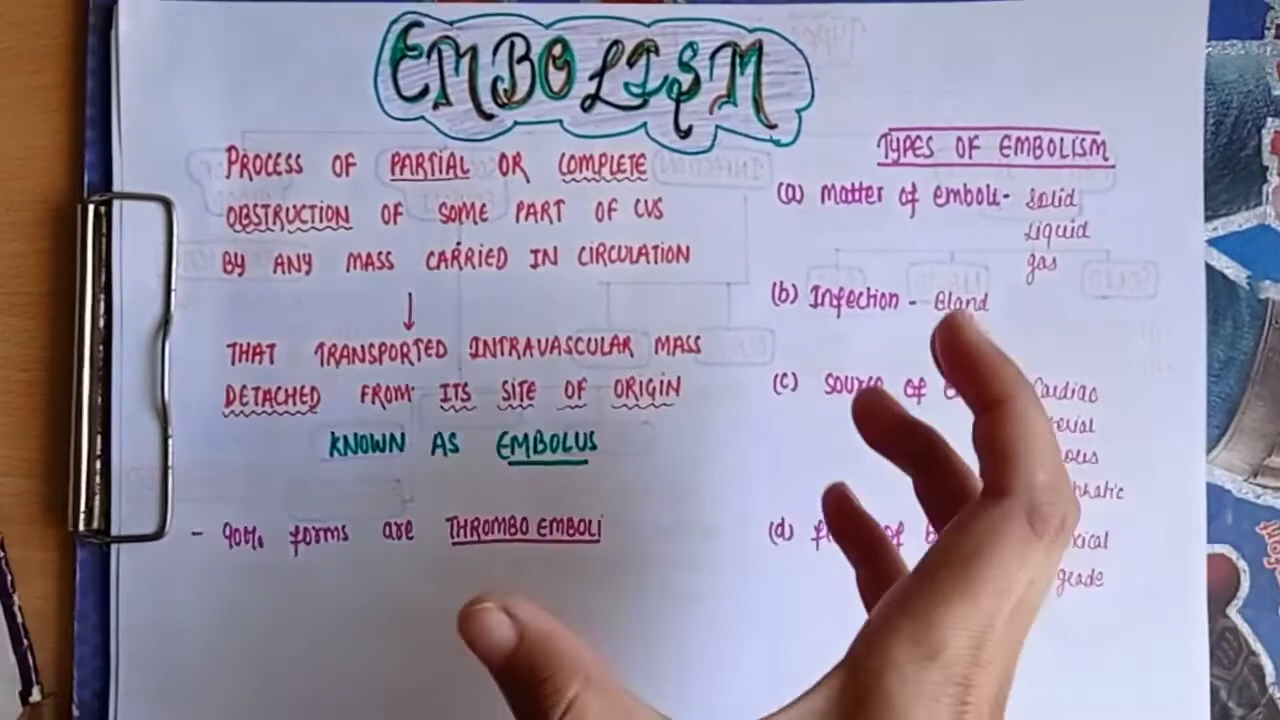 EMBOLISM
PROCESS OF PARTIAL OR COMPLETE
OBSTRUCTION OF SOME PART OF CVS
BY ANY MASS CARRIED IN CIRCULATION
↓
THAT TRANSPORTED INTRAVASCULAR MASS
DETACHED FROM ITS SITE OF ORIGIN
KNOWN AS EMBOLUS
- 90% forms are THROMBO EMBOLI
TYPES OF EMBOLISM
(a) Matter of emboli- Solid
Liquid
gas
(b) Infection - Bland
(c) Source of Cardiac
(d) of
grade